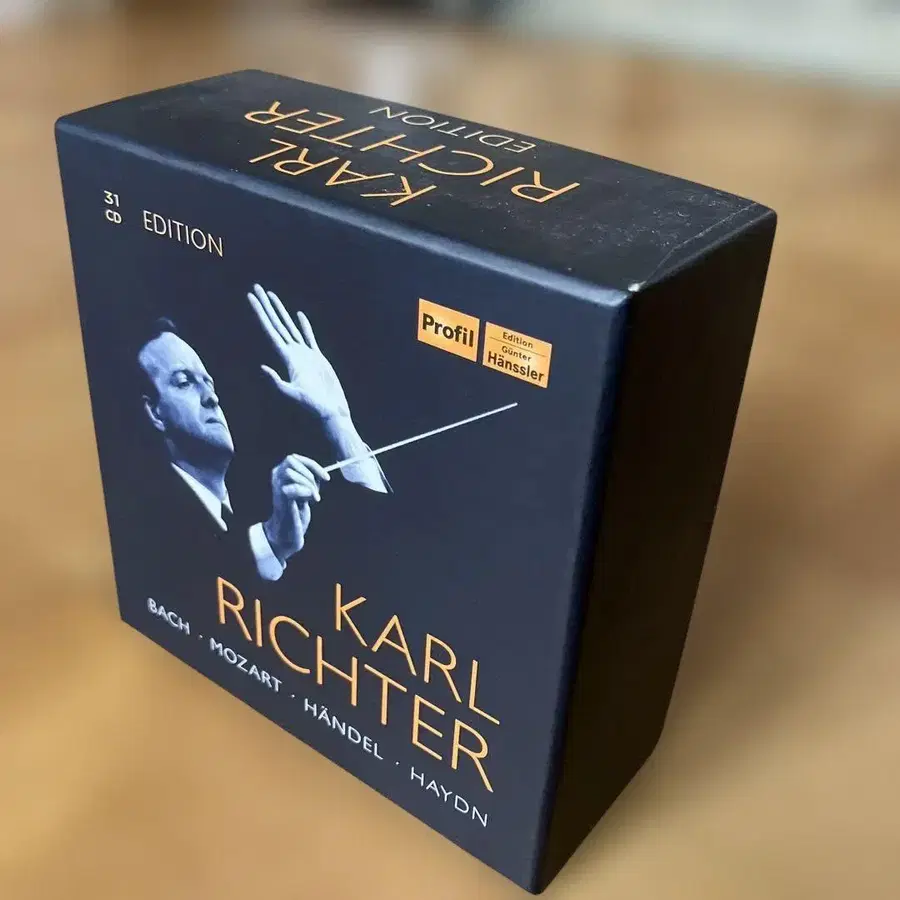 KARL
RICHTER
EDITION
31
CD
EDITION
Profil
Edition
Günter
Hänssler
KARL
RICHTER
BACH · MOZART · HÄNDEL · HAYDN